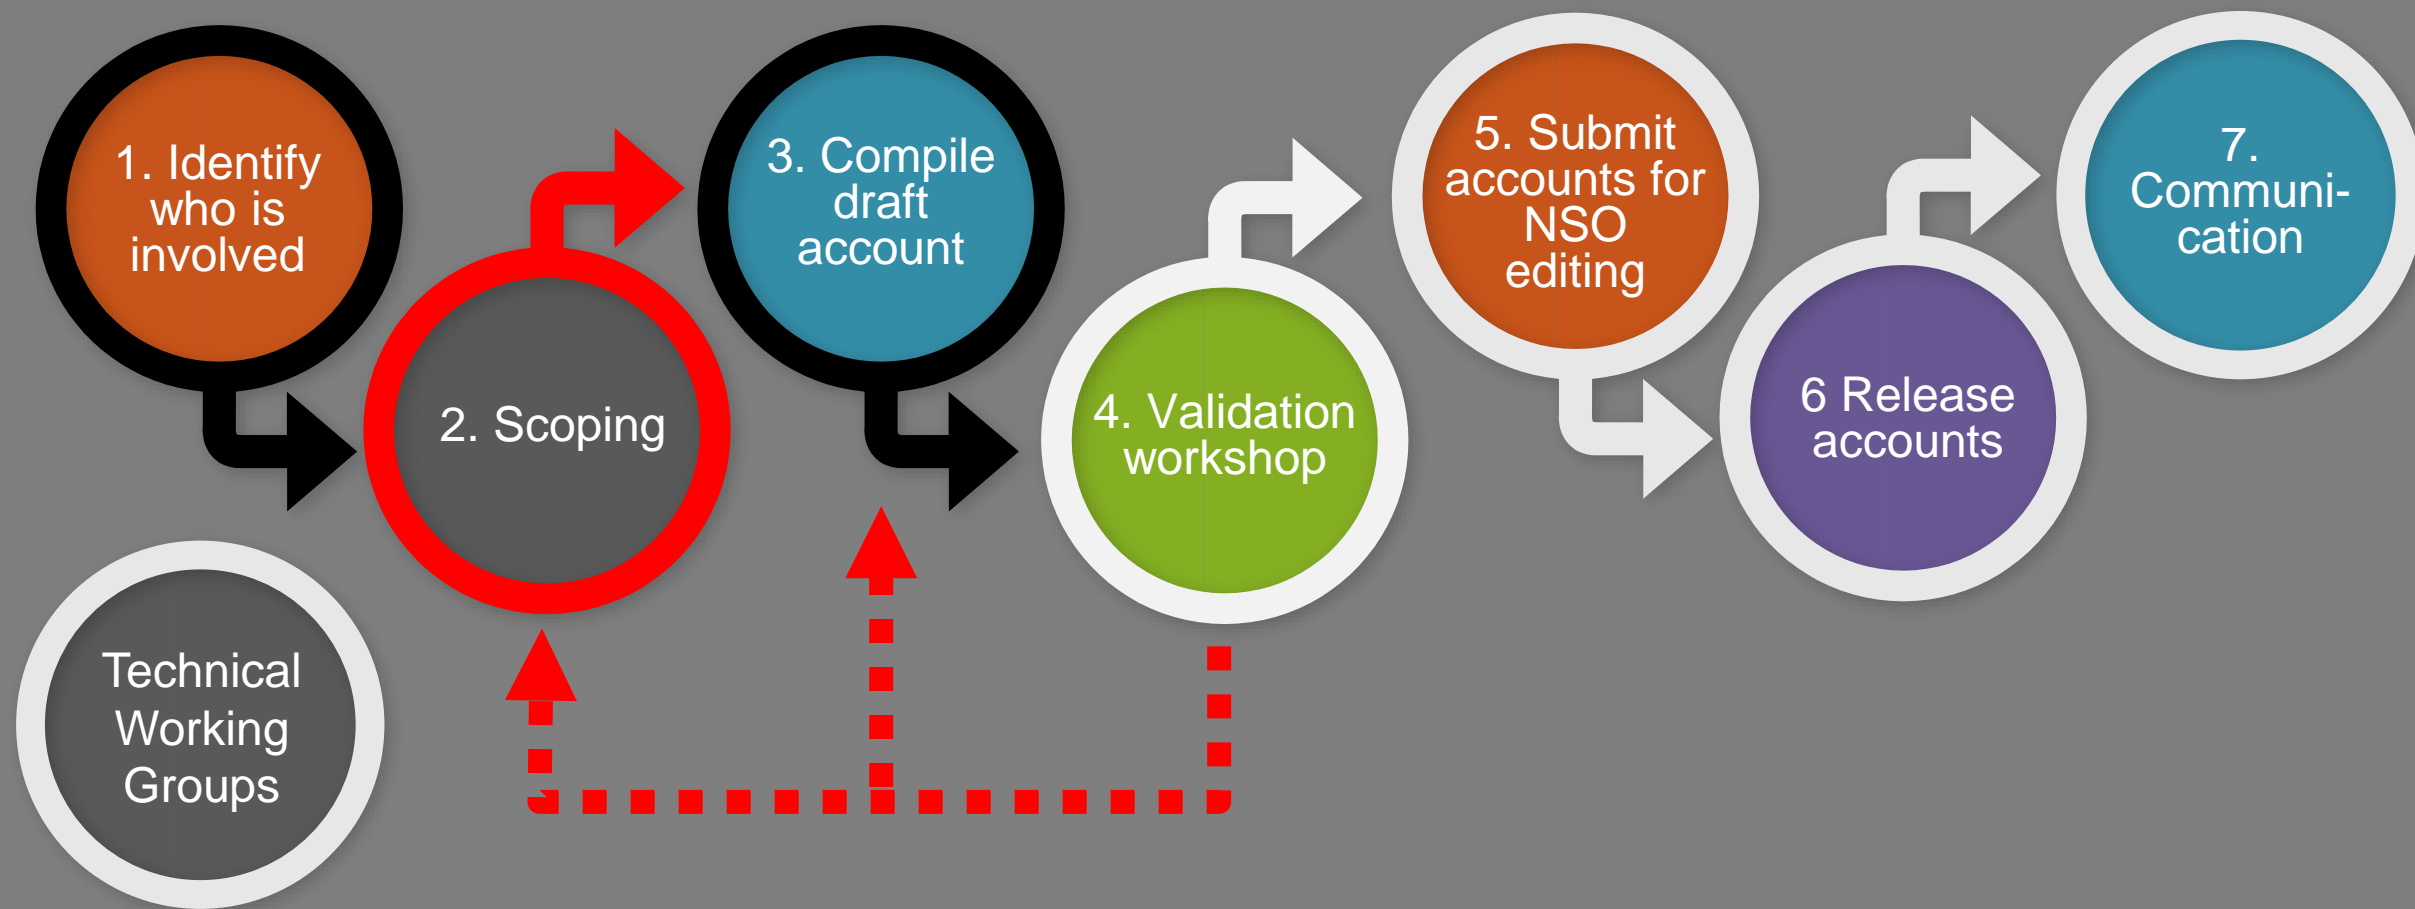 1. Identify
who is
involved
2. Scoping
3. Compile
draft
account
4. Validation
workshop
5. Submit
accounts for
NSO
editing
6 Release
accounts
7.
Communi-
cation
Technical
Working
Groups